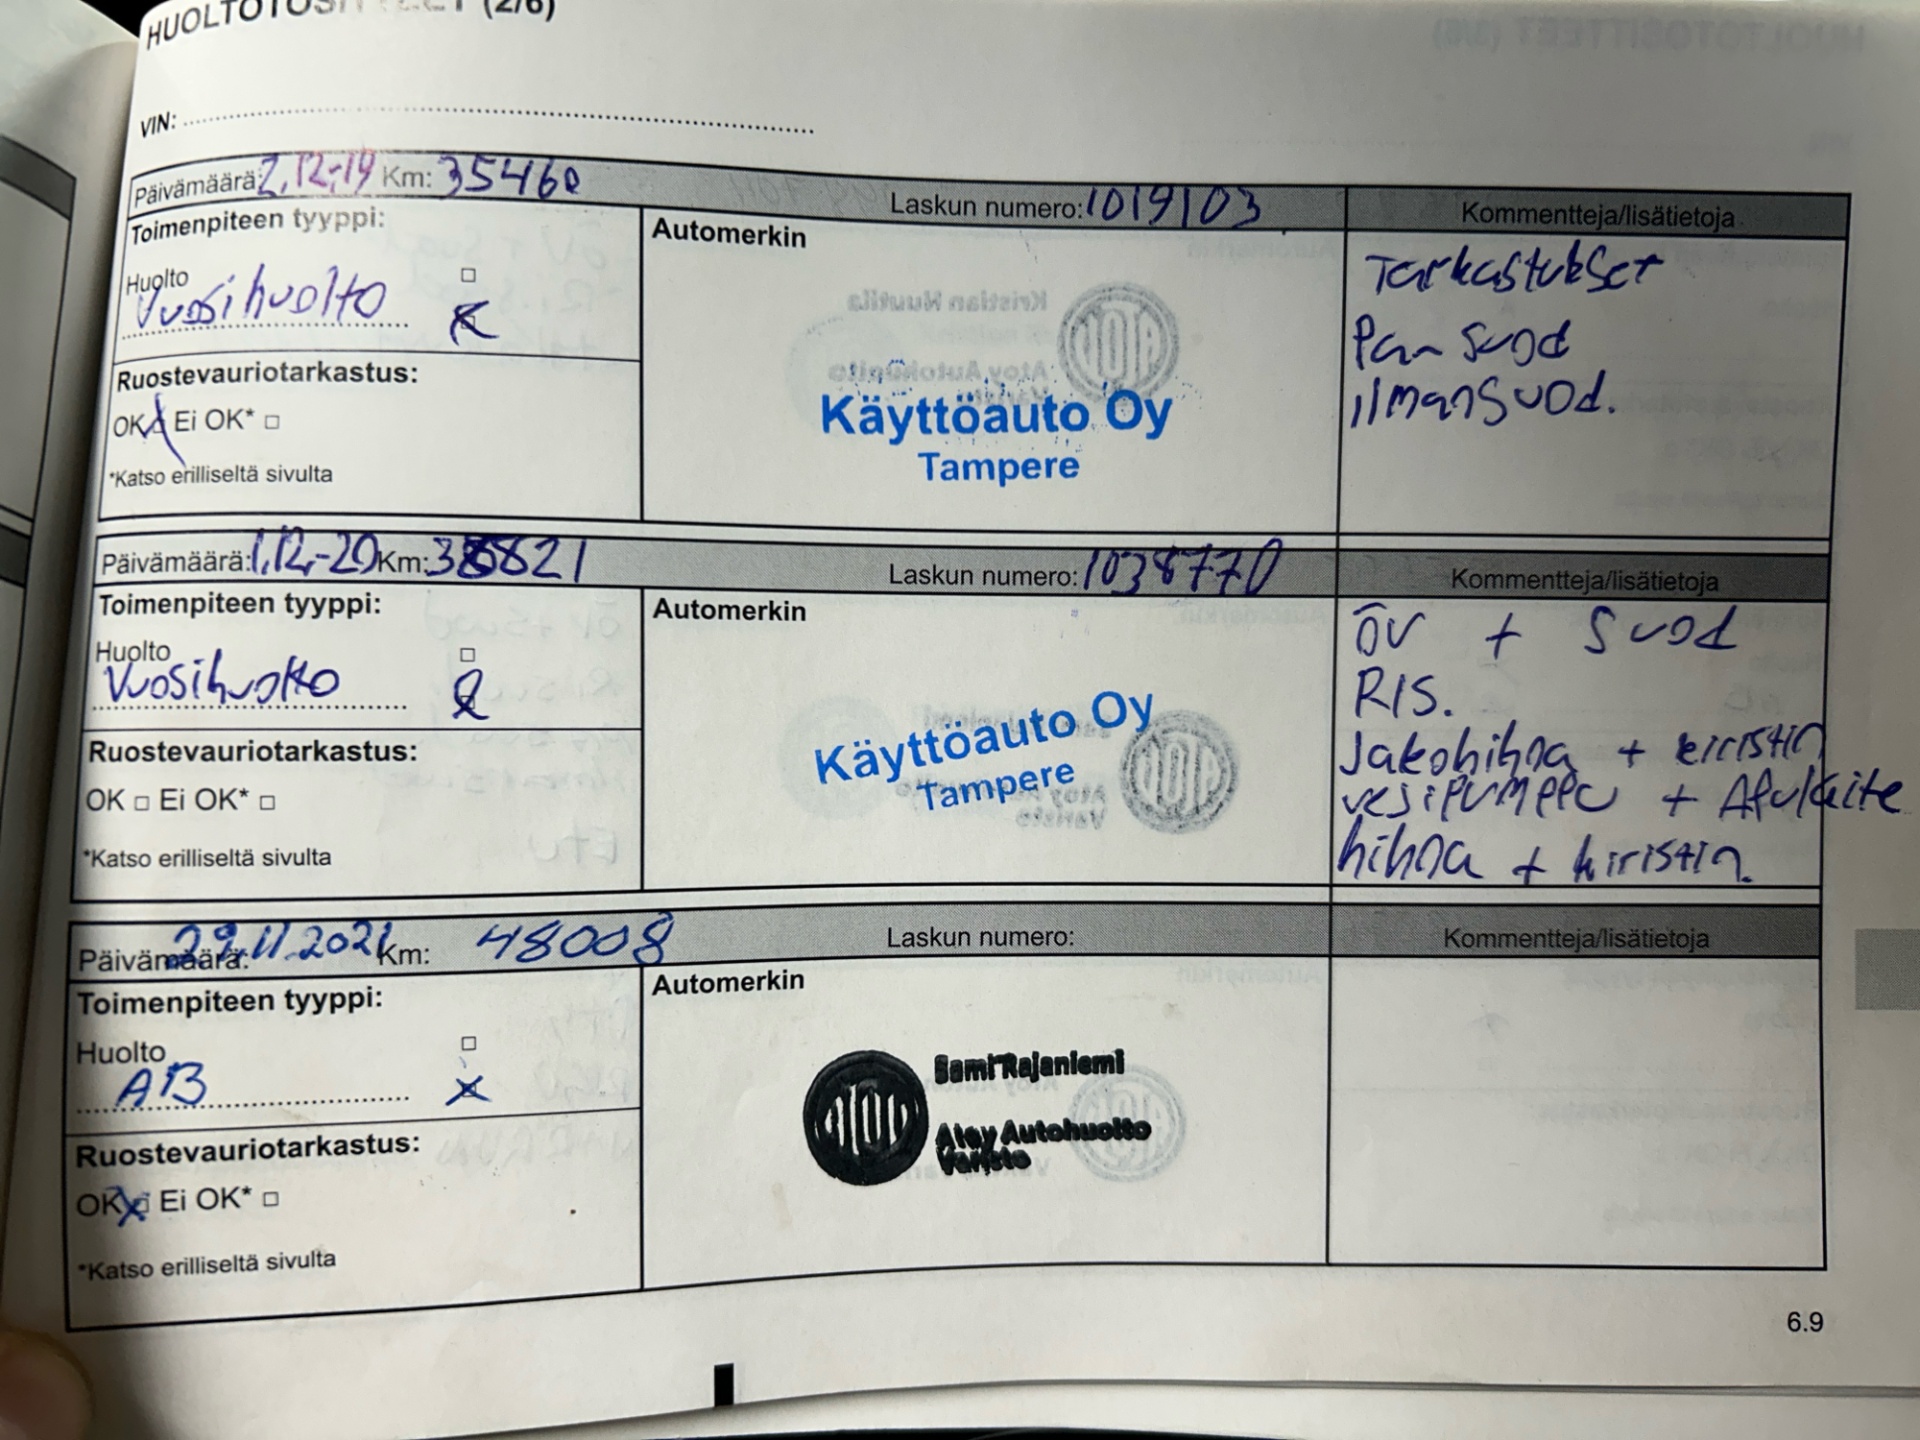 HUOLTOTOSITTEET (2/6)
VIN:
Päivämäärä: 2.12.-19 Km: 35460 Laskun numero: 1019103 Kommentteja/lisätietoja
Toimenpiteen tyyppi:
Automerkin
Huolto □
Vuosihuolto
Tarkastukset
Pan suod
ilmansuod.
Ruostevauriotarkastus:
OK Ei OK* □
*Katso erilliseltä sivulta
Käyttöauto Oy
Tampere
Päivämäärä: 1.12.-20 Km: Laskun numero: 1038770 Kommentteja/lisätietoja
Toimenpiteen tyyppi:
Automerkin
Huolto □
Vuosihuolto
ÖV + Suod
RIS.
Jakohihna + kiristin
vesipumppu + Apulaite
hihna + kiristin.
Ruostevauriotarkastus:
OK □ Ei OK* □
*Katso erilliseltä sivulta
Käyttöauto Oy
Tampere
Päivämäärä: 29.11.2021 Km: 48008 Laskun numero: Kommentteja/lisätietoja
Toimenpiteen tyyppi:
Automerkin
Huolto □
AB
Ruostevauriotarkastus:
OK □ Ei OK* □
*Katso erilliseltä sivulta
Sami Rajaniemi
Atoy Autohuolto
Varisto
6.9